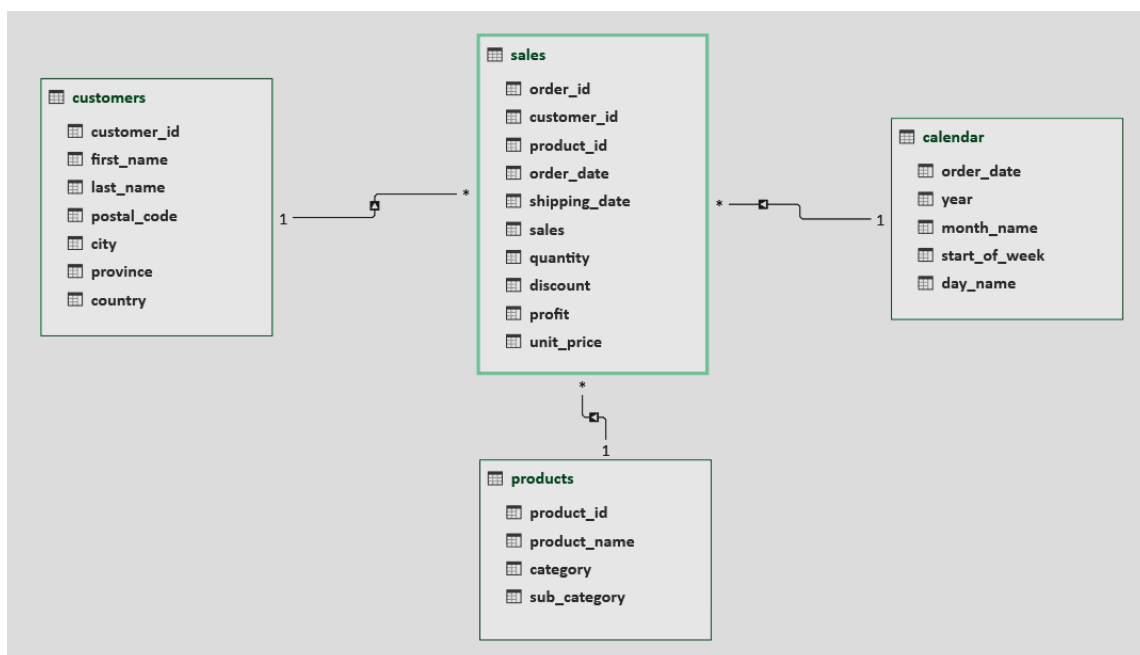 customers
customer_id
first_name
last_name
postal_code
city
province
country
1
*
sales
order_id
customer_id
product_id
order_date
shipping_date
sales
quantity
discount
profit
unit_price
*
1
calendar
order_date
year
month_name
start_of_week
day_name
*
1
products
product_id
product_name
category
sub_category